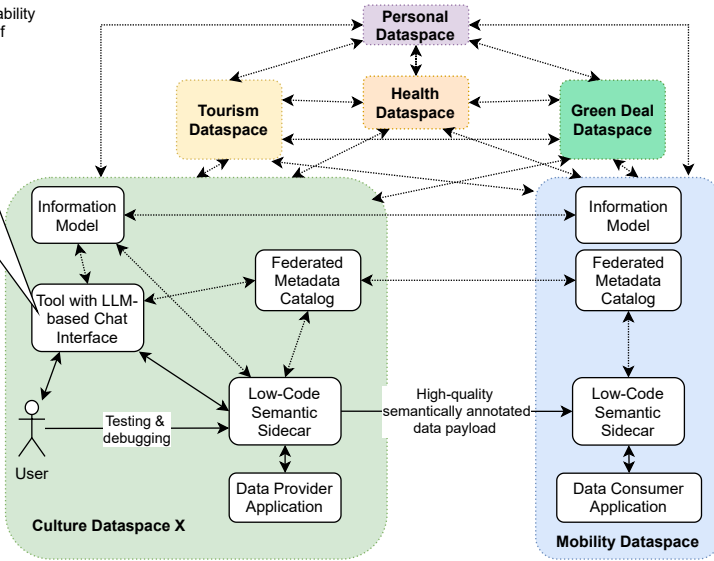 ability
f
Personal
Dataspace
Tourism
Dataspace
Health
Dataspace
Green Deal
Dataspace
Information
Model
Information
Model
Federated
Metadata
Catalog
Federated
Metadata
Catalog
Tool with LLM-
based Chat
Interface
Low-Code
Semantic
Sidecar
High-quality
semantically annotated
data payload
Low-Code
Semantic
Sidecar
Testing &
debugging
User
Data Provider
Application
Data Consumer
Application
Culture Dataspace X
Mobility Dataspace